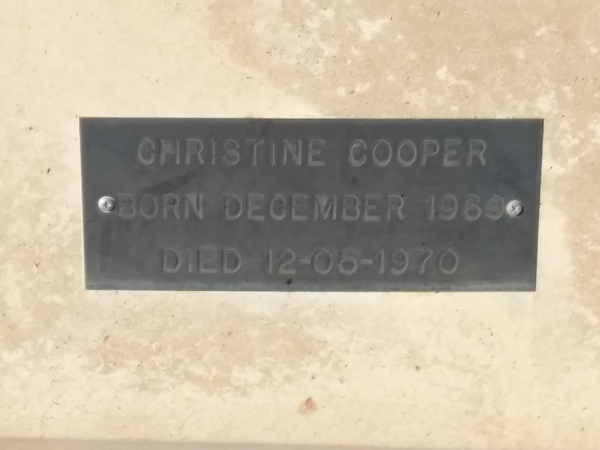 CHRISTINE COOPER
BORN DECEMBER 1969
DIED 12-05-1970